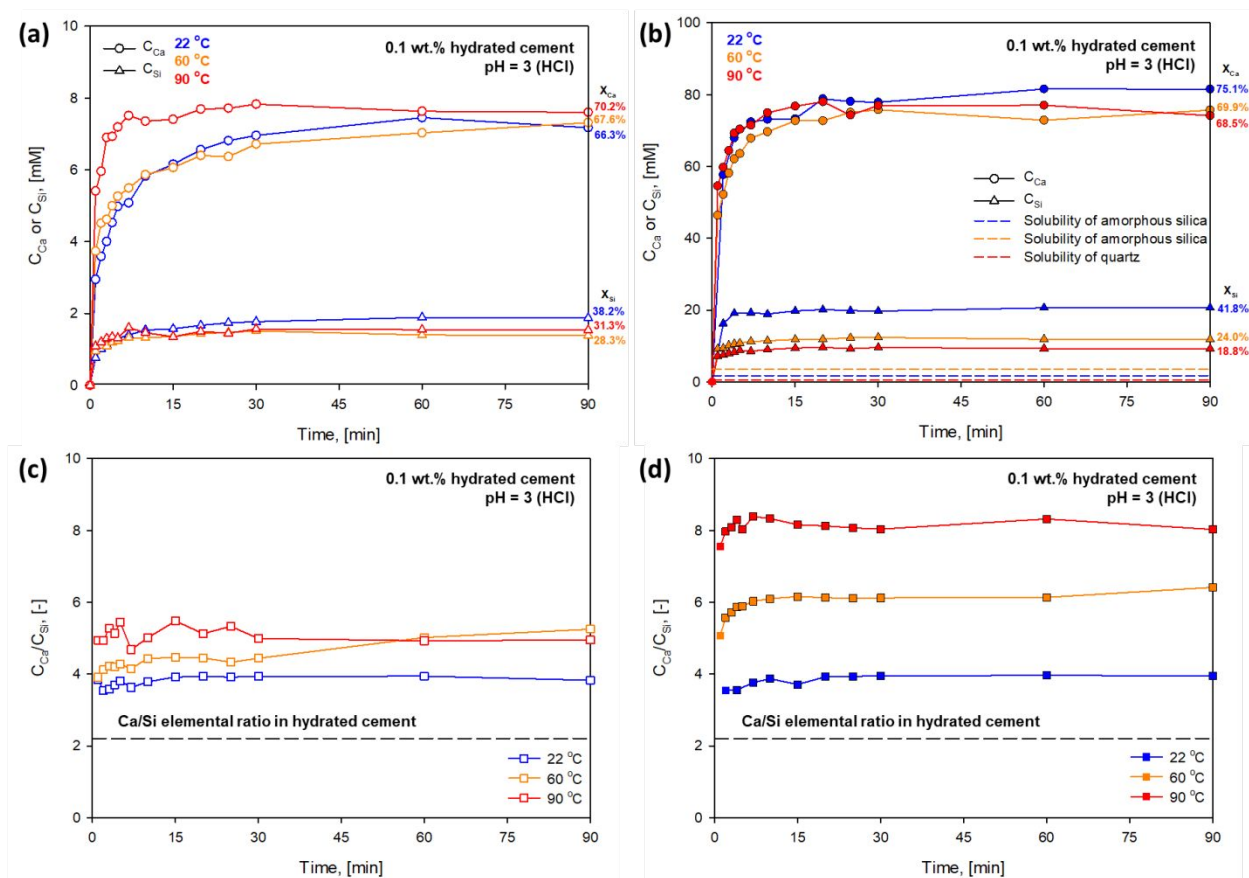 (a)
C_Ca 22 °C
C_Si 60 °C
90 °C
0.1 wt.% hydrated cement
pH = 3 (HCl)
X_Ca
70.2%
67.6%
66.3%
X_Si
38.2%
31.3%
28.3%
C_Ca or C_Si, [mM]
10
8
6
4
2
0
0 15 30 45 60 75 90
Time, [min]
(b)
22 °C
60 °C
90 °C
0.1 wt.% hydrated cement
pH = 3 (HCl)
X_Ca
75.1%
69.9%
68.5%
C_Ca
C_Si
Solubility of amorphous silica
Solubility of amorphous silica
Solubility of quartz
X_Si
41.8%
24.0%
18.8%
C_Ca or C_Si, [mM]
100
80
60
40
20
0
0 15 30 45 60 75 90
Time, [min]
(c)
0.1 wt.% hydrated cement
pH = 3 (HCl)
Ca/Si elemental ratio in hydrated cement
22 °C
60 °C
90 °C
C_Ca/C_Si, [-]
10
8
6
4
2
0
0 15 30 45 60 75 90
Time, [min]
(d)
0.1 wt.% hydrated cement
pH = 3 (HCl)
Ca/Si elemental ratio in hydrated cement
22 °C
60 °C
90 °C
C_Ca/C_Si, [-]
10
8
6
4
2
0
0 15 30 45 60 75 90
Time, [min]